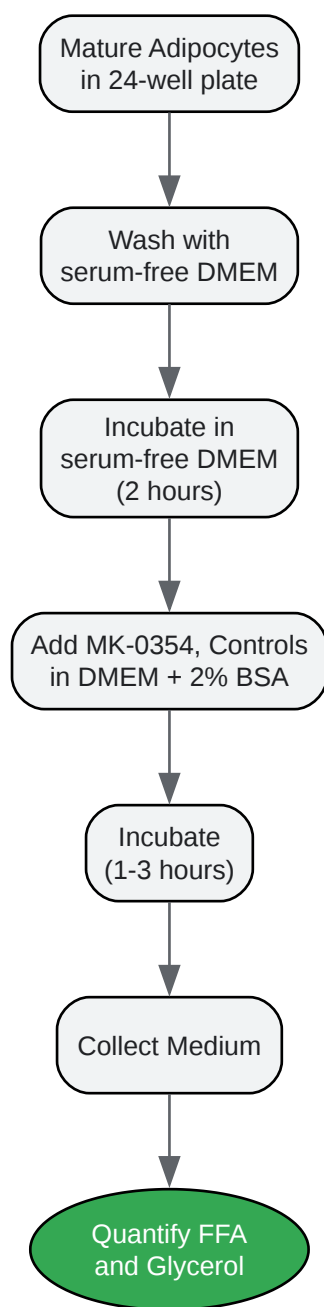 Mature Adipocytes
in 24-well plate
Wash with
serum-free DMEM
Incubate in
serum-free DMEM
(2 hours)
Add MK-0354, Controls
in DMEM + 2% BSA
Incubate
(1-3 hours)
Collect Medium
Quantify FFA
and Glycerol